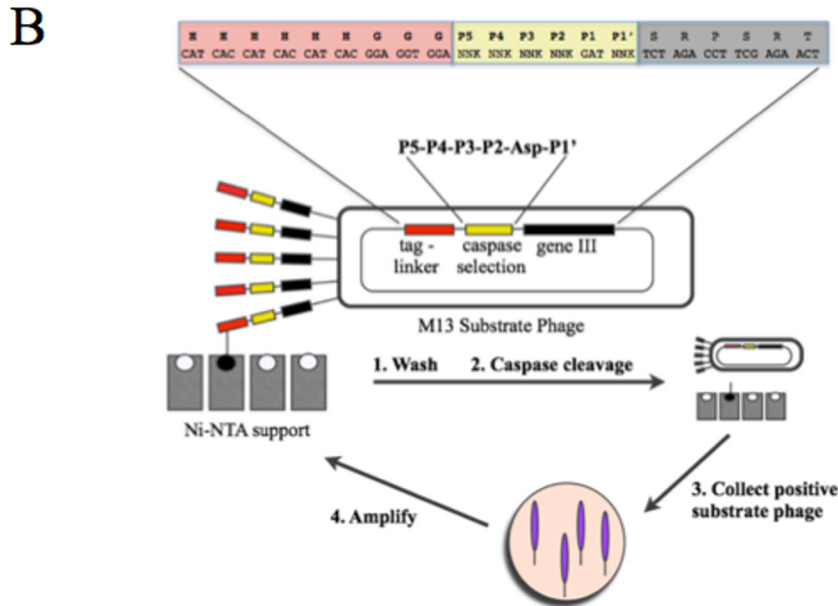 B
H H H H H H G G G P5 P4 P3 P2 P1 P1' S R P S R T
CAT CAC CAT CAC CAT CAC GGA GGT GGA NNK NNK NNK NNK GAT NNK TCT AGA CCT TCG AGA ACT
P5-P4-P3-P2-Asp-P1'
tag - caspase gene III
linker selection
M13 Substrate Phage
1. Wash 2. Caspase cleavage
Ni-NTA support
3. Collect positive
substrate phage
4. Amplify